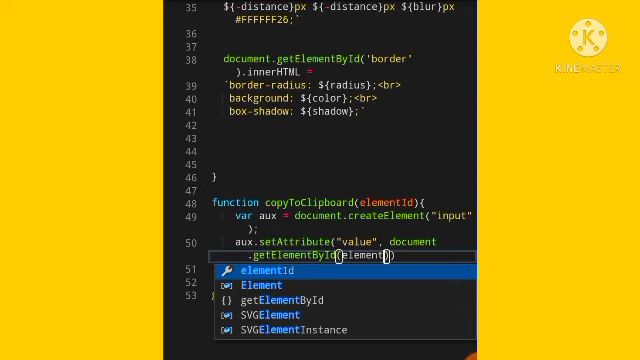 35 ${-distance}px ${-distance}px ${blur}px
#FFFFFF26;`
36
37
38 document.getElementById('border'
).innerHTML =
39 `border-radius: ${radius};<br>
40 background: ${color};<br>
41 box-shadow: ${shadow};`
42
43
44
45
46 }
47
48 function copyToClipboard(elementId){
49 var aux = document.createElement("input"
);
50 aux.setAttribute("value", document
.getElementById(element))
51 elementId
52 Element
53 getElementById
SVGElement
SVGElementInstance
KINEMASTER